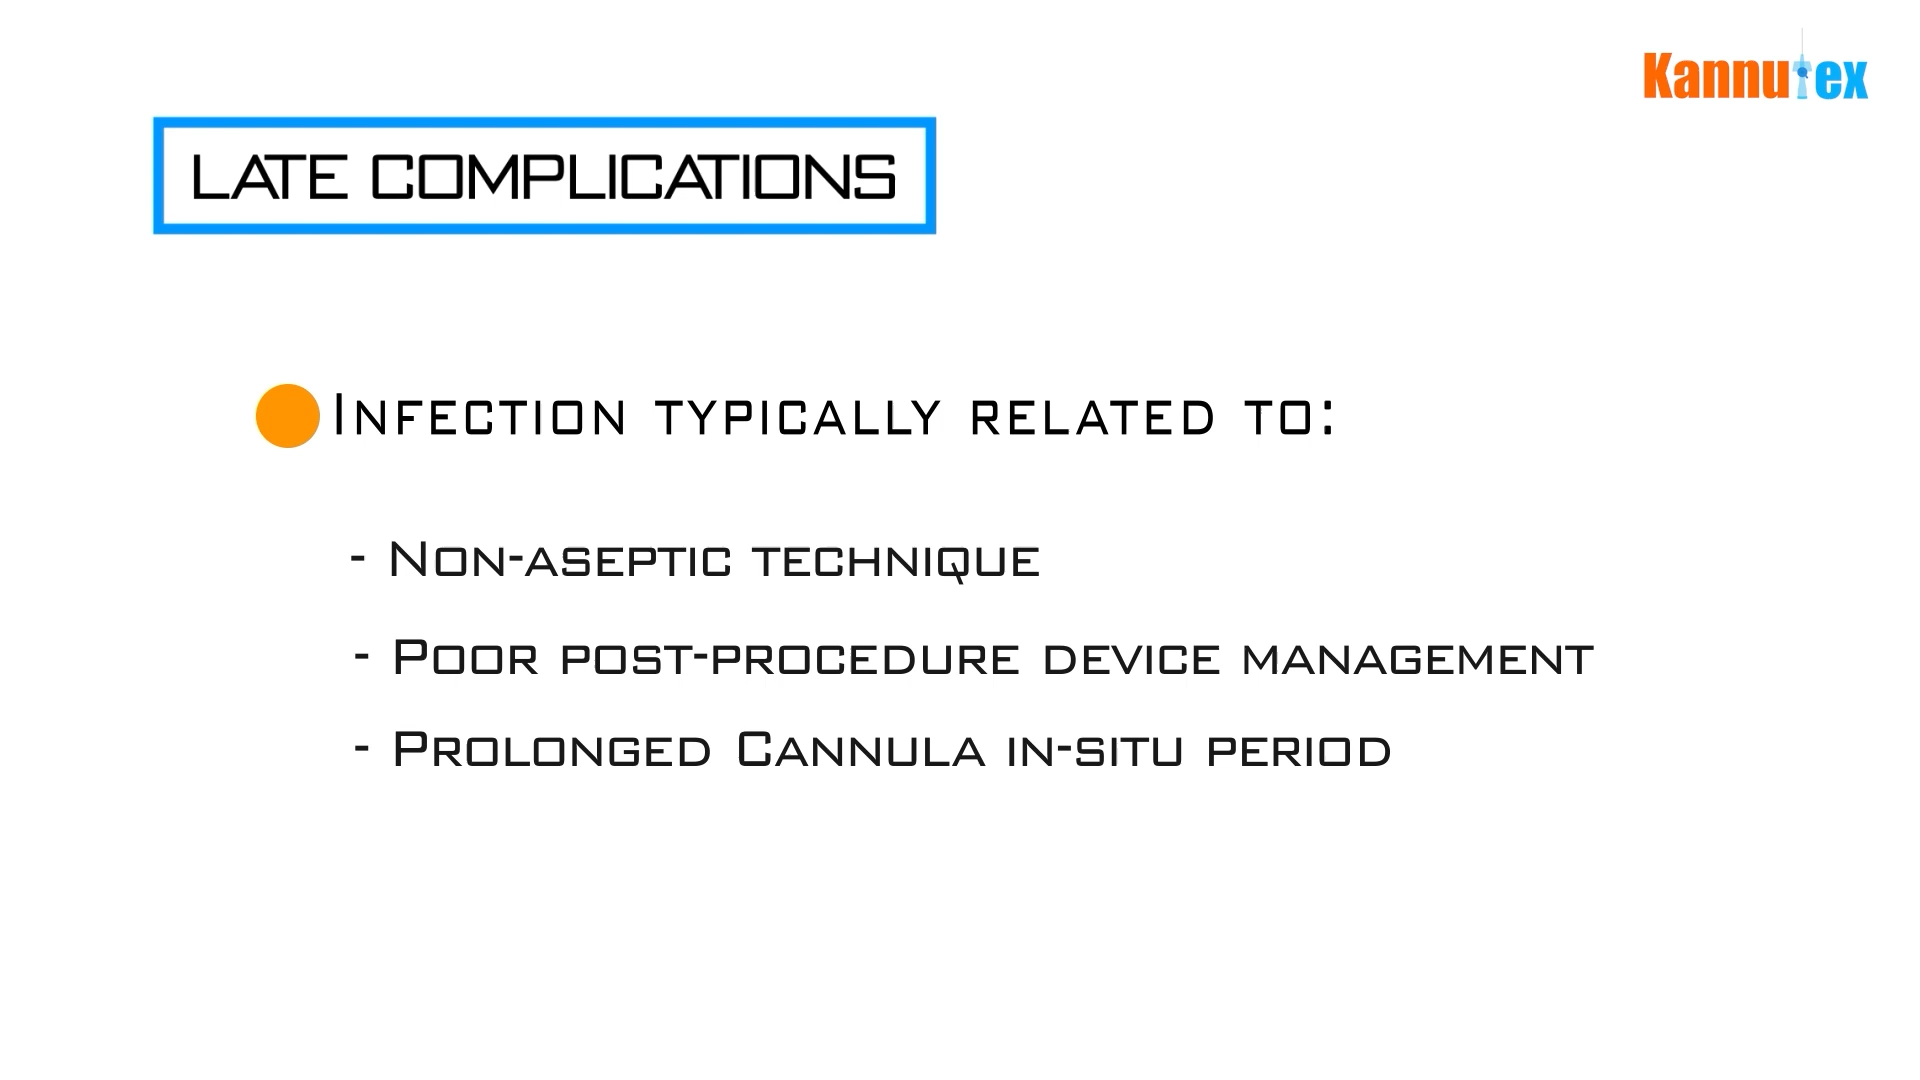 Kannutex
LATE COMPLICATIONS
Infection typically related to:
- Non-aseptic technique
- Poor post-procedure device management
- Prolonged Cannula in-situ period